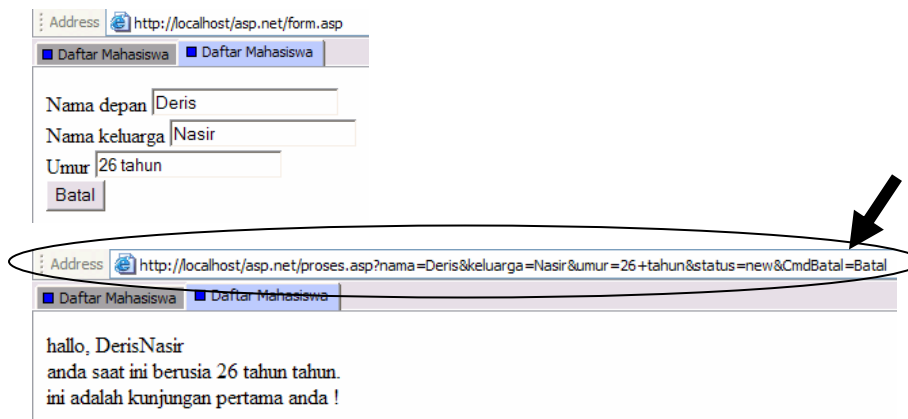 Address http://localhost/asp.net/form.asp
Daftar Mahasiswa Daftar Mahasiswa
Nama depan Deris
Nama keluarga Nasir
Umur 26 tahun
Batal
Address http://localhost/asp.net/proses.asp?nama=Deris&keluarga=Nasir&umur=26+tahun&status=new&CmdBatal=Batal
Daftar Mahasiswa Daftar Mahasiswa
hallo, DerisNasir
anda saat ini berusia 26 tahun tahun.
ini adalah kunjungan pertama anda !